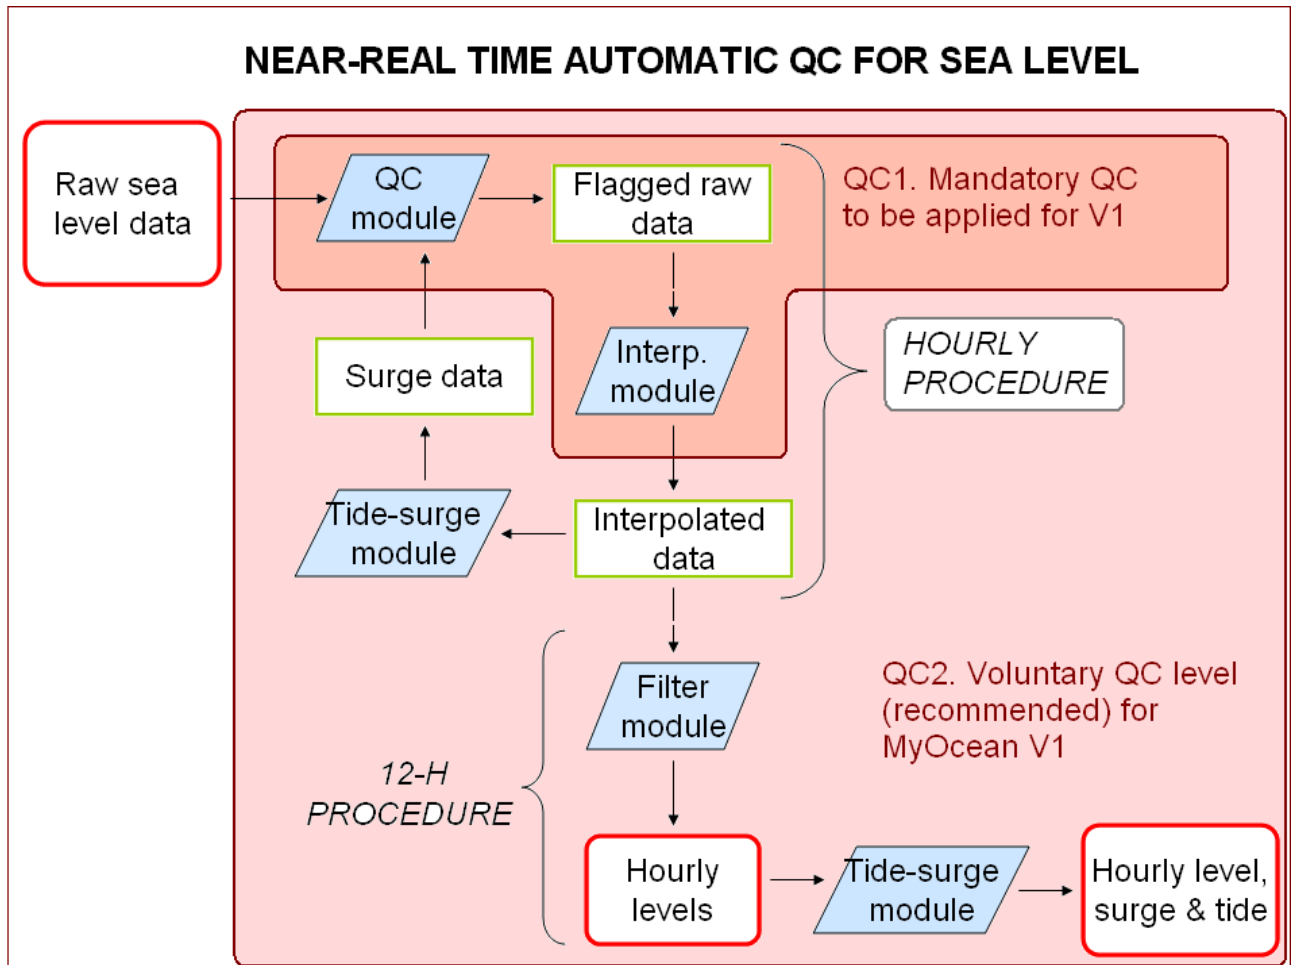 NEAR-REAL TIME AUTOMATIC QC FOR SEA LEVEL
Raw sea
level data
QC
module
Flagged raw
data
QC1. Mandatory QC
to be applied for V1
Interp.
module
HOURLY
PROCEDURE
Surge data
Tide-surge
module
Interpolated
data
Filter
module
QC2. Voluntary QC level
(recommended) for
MyOcean V1
12-H
PROCEDURE
Hourly
levels
Tide-surge
module
Hourly level,
surge & tide